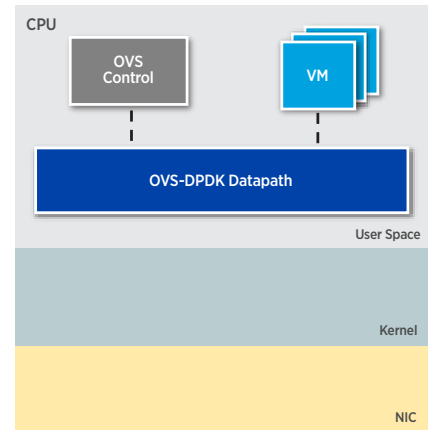 CPU
OVS
Control
VM
OVS-DPDK Datapath
User Space
Kernel
NIC